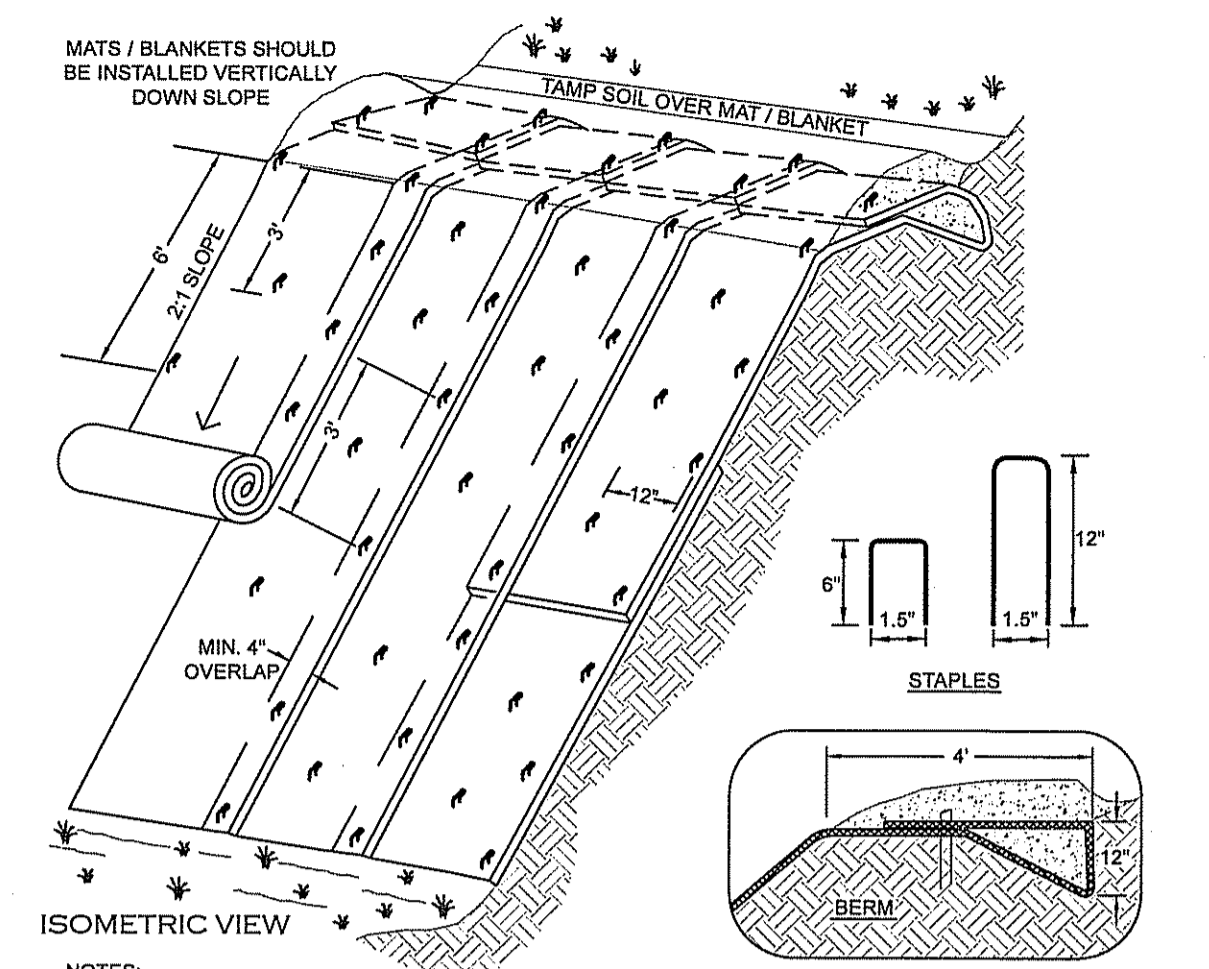 MATS / BLANKETS SHOULD
BE INSTALLED VERTICALLY
DOWN SLOPE
TAMP SOIL OVER MAT / BLANKET
6'
2:1 SLOPE
3'
3'
12"
MIN. 4"
OVERLAP
6"
1.5"
12"
1.5"
STAPLES
4'
12"
BERM
ISOMETRIC VIEW
NOTES: